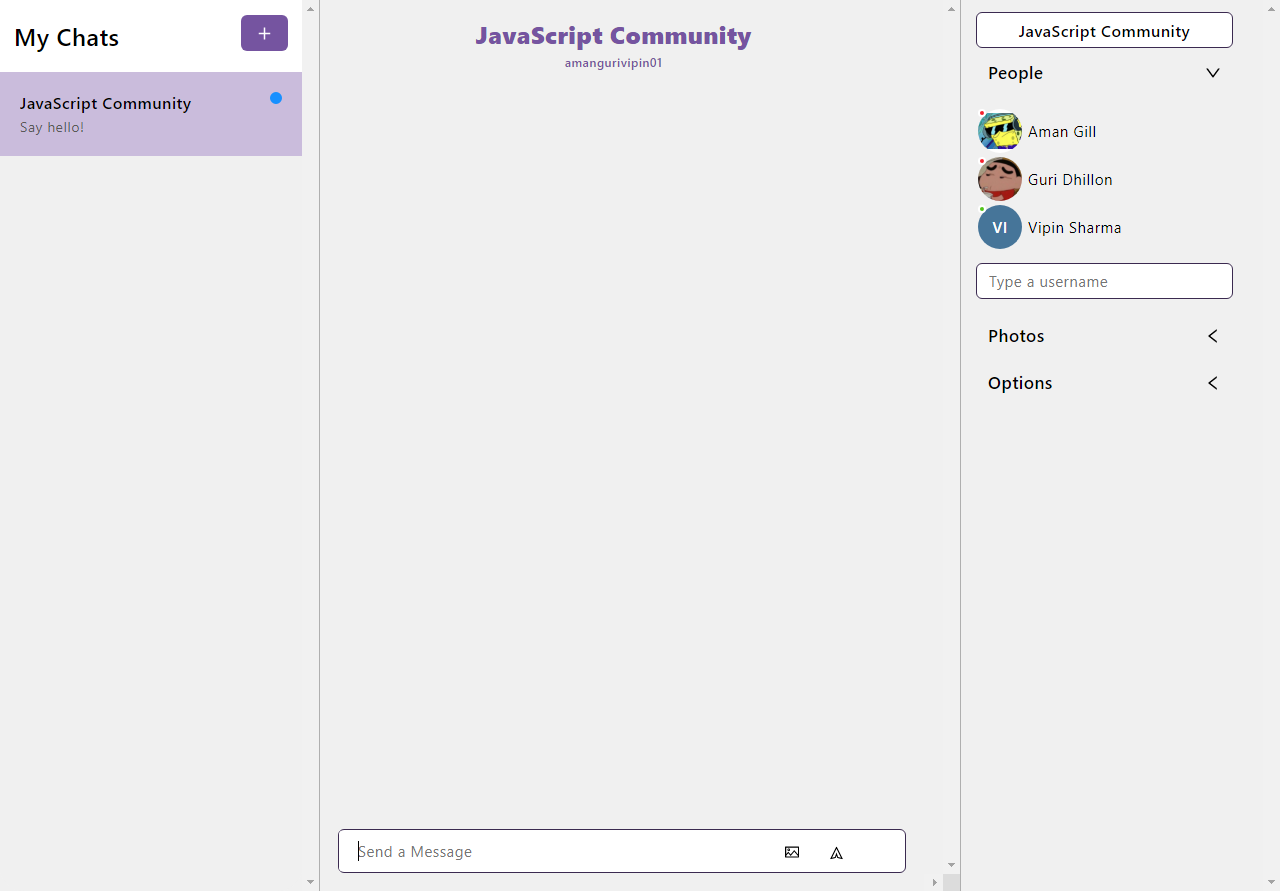 My Chats
JavaScript Community
Say hello!
JavaScript Community
amangurivipin01
Send a Message
JavaScript Community
People
Aman Gill
Guri Dhillon
VI
Vipin Sharma
Type a username
Photos
Options